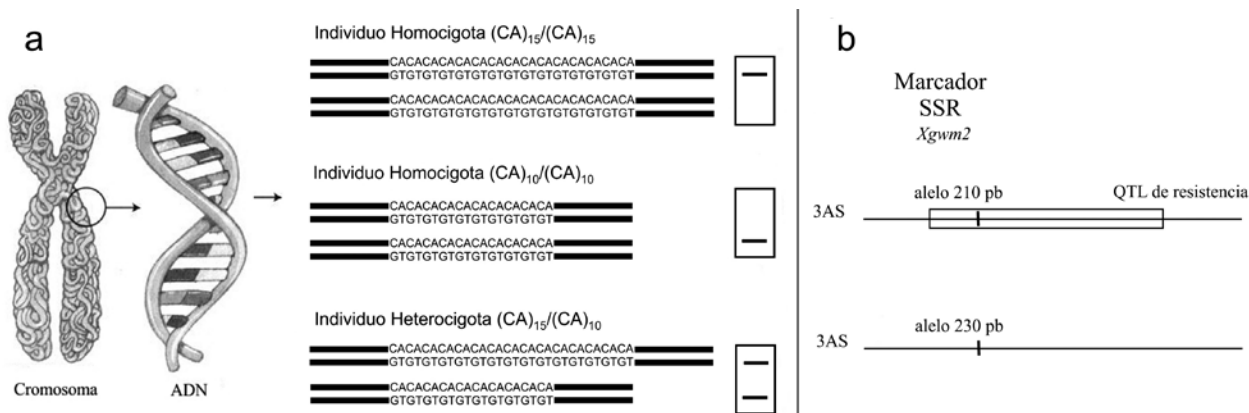 a
Individuo Homocigota (CA)15/(CA)15
CACACACACACACACACACACACACACACA
GTGTGTGTGTGTGTGTGTGTGTGTGTGTGT
CACACACACACACACACACACACACACACA
GTGTGTGTGTGTGTGTGTGTGTGTGTGTGT
Individuo Homocigota (CA)10/(CA)10
CACACACACACACACACACA
GTGTGTGTGTGTGTGTGTGT
CACACACACACACACACACA
GTGTGTGTGTGTGTGTGTGT
Individuo Heterocigota (CA)15/(CA)10
CACACACACACACACACACACACACACACA
GTGTGTGTGTGTGTGTGTGTGTGTGTGTGT
CACACACACACACACACACA
GTGTGTGTGTGTGTGTGTGT
Cromosoma
ADN
b
Marcador
SSR
Xgwm2
alelo 210 pb
QTL de resistencia
3AS
alelo 230 pb
3AS